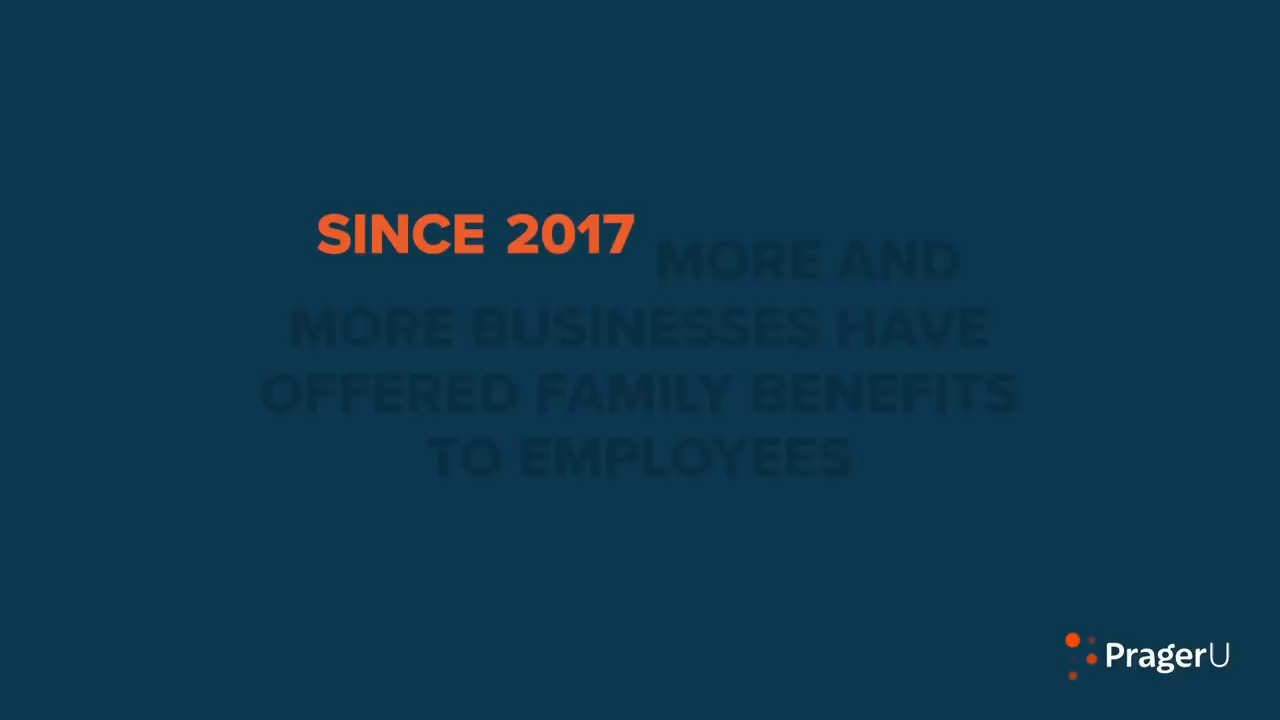 SINCE 2017 MORE AND
MORE BUSINESSES HAVE
OFFERED FAMILY BENEFITS
TO EMPLOYEES
PragerU